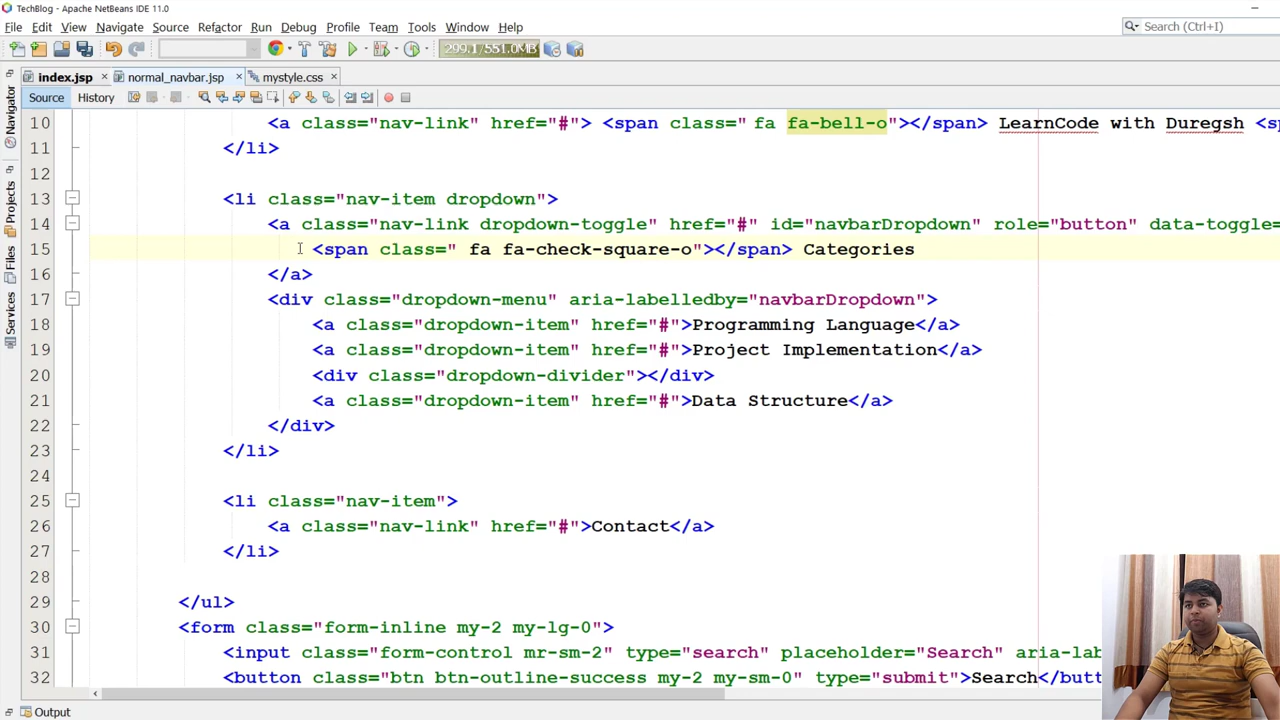 TechBlog - Apache NetBeans IDE 11.0
File Edit View Navigate Source Refactor Run Debug Profile Team Tools Window Help
Search (Ctrl+I)
299.1/551.0MB
index.jsp normal_navbar.jsp mystyle.css
Source History
Navigator
Projects
Files
Services
10 <a class="nav-link" href="#"> <span class=" fa fa-bell-o"></span> LearnCode with Duregsh <sp
11 </li>
12
13 <li class="nav-item dropdown">
14 <a class="nav-link dropdown-toggle" href="#" id="navbarDropdown" role="button" data-toggle=
15 <span class=" fa fa-check-square-o"></span> Categories
16 </a>
17 <div class="dropdown-menu" aria-labelledby="navbarDropdown">
18 <a class="dropdown-item" href="#">Programming Language</a>
19 <a class="dropdown-item" href="#">Project Implementation</a>
20 <div class="dropdown-divider"></div>
21 <a class="dropdown-item" href="#">Data Structure</a>
22 </div>
23 </li>
24
25 <li class="nav-item">
26 <a class="nav-link" href="#">Contact</a>
27 </li>
28
29 </ul>
30 <form class="form-inline my-2 my-lg-0">
31 <input class="form-control mr-sm-2" type="search" placeholder="Search" aria-lab
32 <button class="btn btn-outline-success my-2 my-sm-0" type="submit">Search</butt
Output